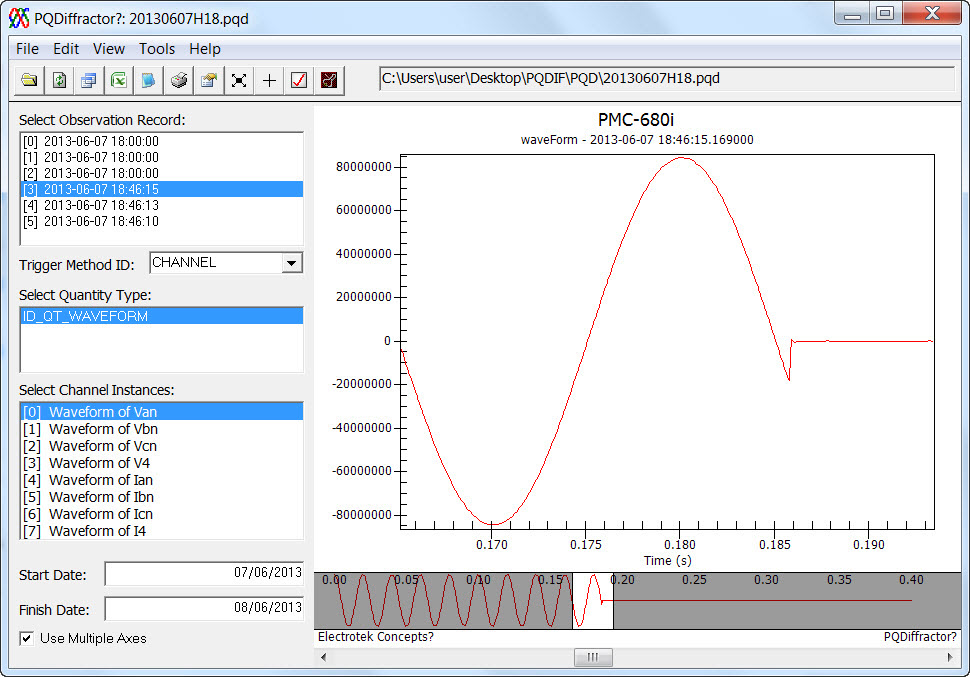 PQDiffractor?: 20130607H18.pqd
File Edit View Tools Help
C:\Users\user\Desktop\PQDIF\PQD\20130607H18.pqd
Select Observation Record:
[0] 2013-06-07 18:00:00
[1] 2013-06-07 18:00:00
[2] 2013-06-07 18:00:00
[3] 2013-06-07 18:46:15
[4] 2013-06-07 18:46:13
[5] 2013-06-07 18:46:10
Trigger Method ID: CHANNEL
Select Quantity Type:
ID_QT_WAVEFORM
Select Channel Instances:
[0] Waveform of Van
[1] Waveform of Vbn
[2] Waveform of Vcn
[3] Waveform of V4
[4] Waveform of Ian
[5] Waveform of Ibn
[6] Waveform of Icn
[7] Waveform of I4
Start Date: 07/06/2013
Finish Date: 08/06/2013
Use Multiple Axes
PMC-680i
waveForm - 2013-06-07 18:46:15.169000
80000000
60000000
40000000
20000000
0
-20000000
-40000000
-60000000
-80000000
0.170 0.175 0.180 0.185 0.190
Time (s)
0.00 0.05 0.10 0.15 0.20 0.25 0.30 0.35 0.40
Electrotek Concepts? PQDiffractor?